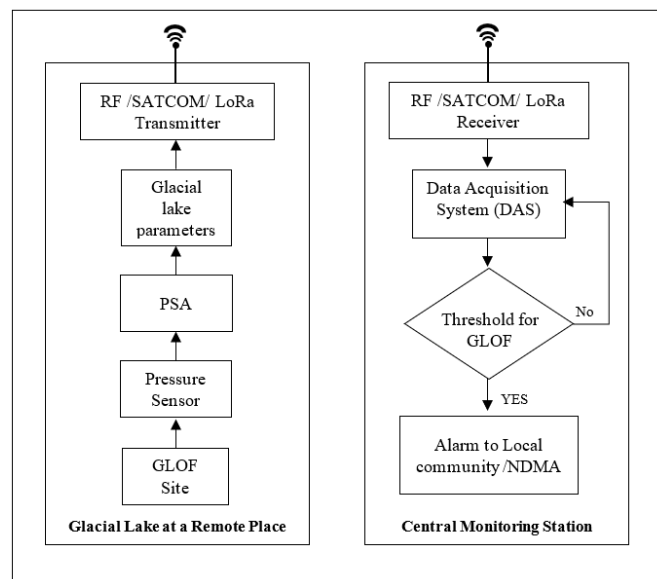 RF /SATCOM/ LoRa
Transmitter
Glacial
lake
parameters
PSA
Pressure
Sensor
GLOF
Site
Glacial Lake at a Remote Place
RF /SATCOM/ LoRa
Receiver
Data Acquisition
System (DAS)
Threshold for
GLOF
No
YES
Alarm to Local
community /NDMA
Central Monitoring Station